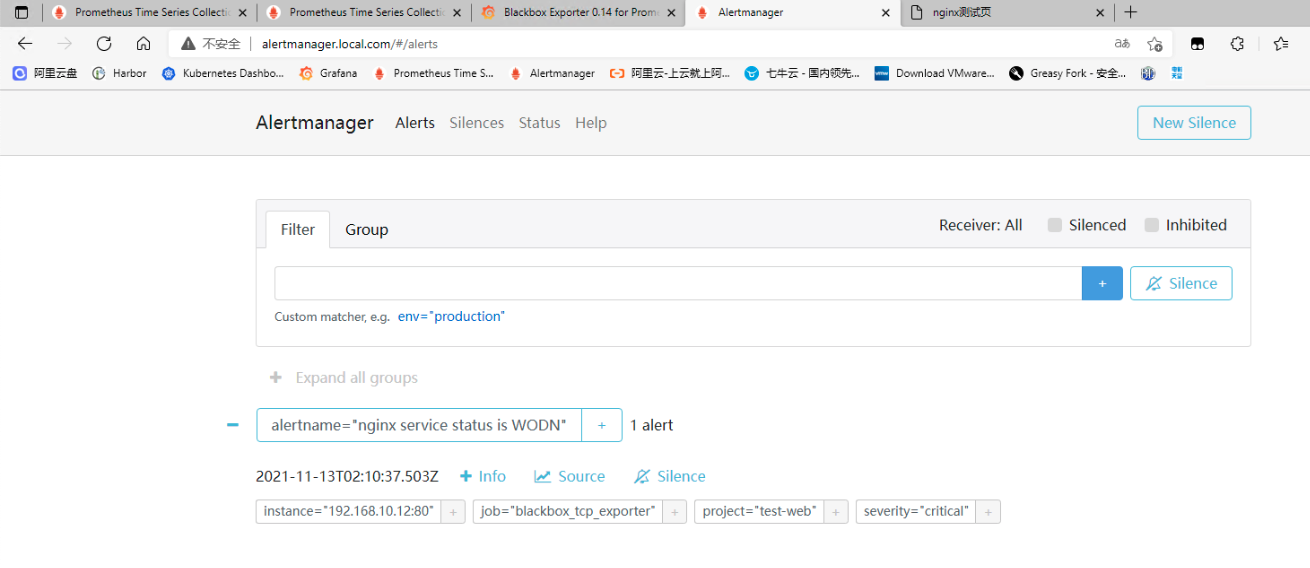 Prometheus Time Series Collectic
Prometheus Time Series Collectic
Blackbox Exporter 0.14 for Prom
Alertmanager
nginx测试页
不安全 alertmanager.local.com/#/alerts
阿里云盘 Harbor Kubernetes Dashbo... Grafana Prometheus Time S... Alertmanager 阿里云-上云就上阿... 七牛云 - 国内领先... Download VMware... Greasy Fork - 安全...
Alertmanager Alerts Silences Status Help New Silence
Filter Group Receiver: All Silenced Inhibited
+ Silence
Custom matcher, e.g. env="production"
+ Expand all groups
alertname="nginx service status is WODN" + 1 alert
2021-11-13T02:10:37.503Z + Info Source Silence
instance="192.168.10.12:80" + job="blackbox_tcp_exporter" + project="test-web" + severity="critical" +